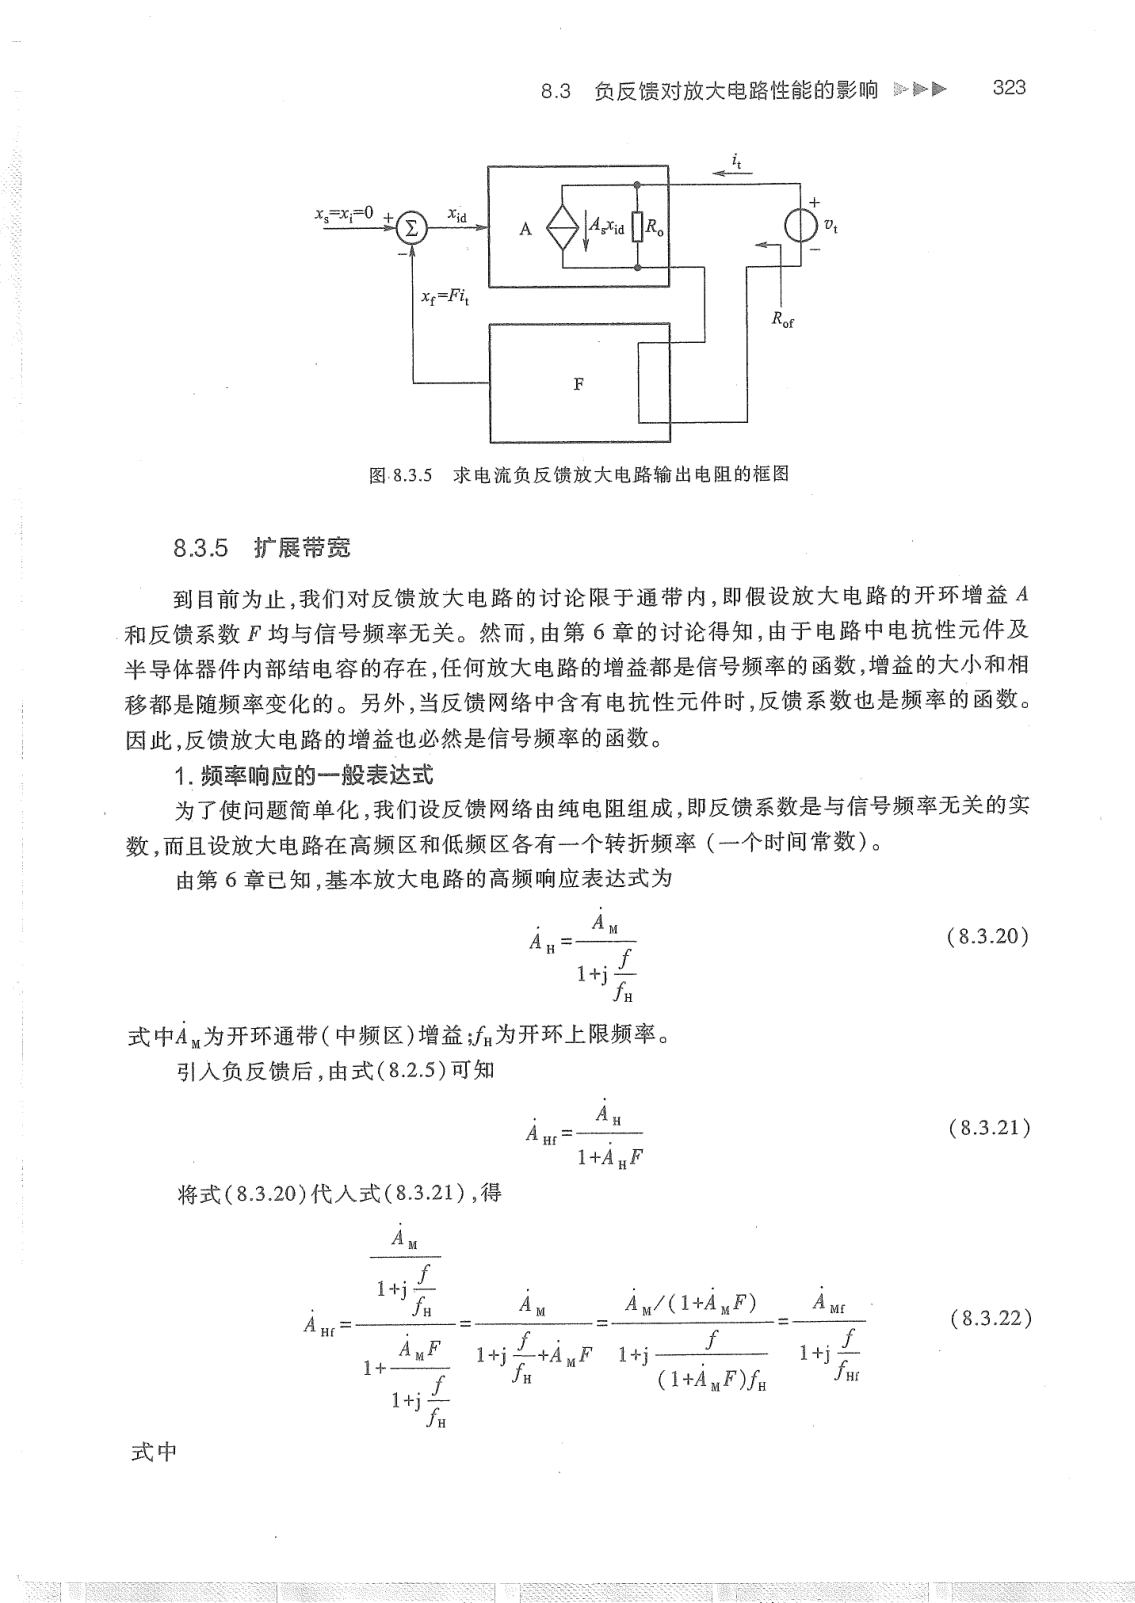 8.3 负反馈对放大电路性能的影响 323
i_t
x_s=x_i=0 + x_id A A_s x_id R_o + v_t
Σ
- -
x_f=Fi_t
R_of
F
图 8.3.5 求电流负反馈放大电路输出电阻的框图
8.3.5 扩展带宽
到目前为止,我们对反馈放大电路的讨论限于通带内,即假设放大电路的开环增益 A
和反馈系数 F 均与信号频率无关。然而,由第 6 章的讨论得知,由于电路中电抗性元件及
半导体器件内部结电容的存在,任何放大电路的增益都是信号频率的函数,增益的大小和相
移都是随频率变化的。另外,当反馈网络中含有电抗性元件时,反馈系数也是频率的函数。
因此,反馈放大电路的增益也必然是信号频率的函数。
1. 频率响应的一般表达式
为了使问题简单化,我们设反馈网络由纯电阻组成,即反馈系数是与信号频率无关的实
数,而且设放大电路在高频区和低频区各有一个转折频率(一个时间常数)。
由第 6 章已知,基本放大电路的高频响应表达式为
Ȧ_H = Ȧ_M / (1+j f/f_H) (8.3.20)
式中Ȧ_M为开环通带(中频区)增益;f_H为开环上限频率。
引入负反馈后,由式(8.2.5)可知
Ȧ_Hf = Ȧ_H / (1+Ȧ_H F) (8.3.21)
将式(8.3.20)代入式(8.3.21),得
Ȧ_Hf = [Ȧ_M / (1+j f/f_H)] / [1+ Ȧ_M F / (1+j f/f_H)] = Ȧ_M / (1+j f/f_H +Ȧ_M F) = [Ȧ_M/(1+Ȧ_M F)] / [1+j f / ((1+Ȧ_M F)f_H)] = Ȧ_Mf / (1+j f/f_Hf) (8.3.22)
式中